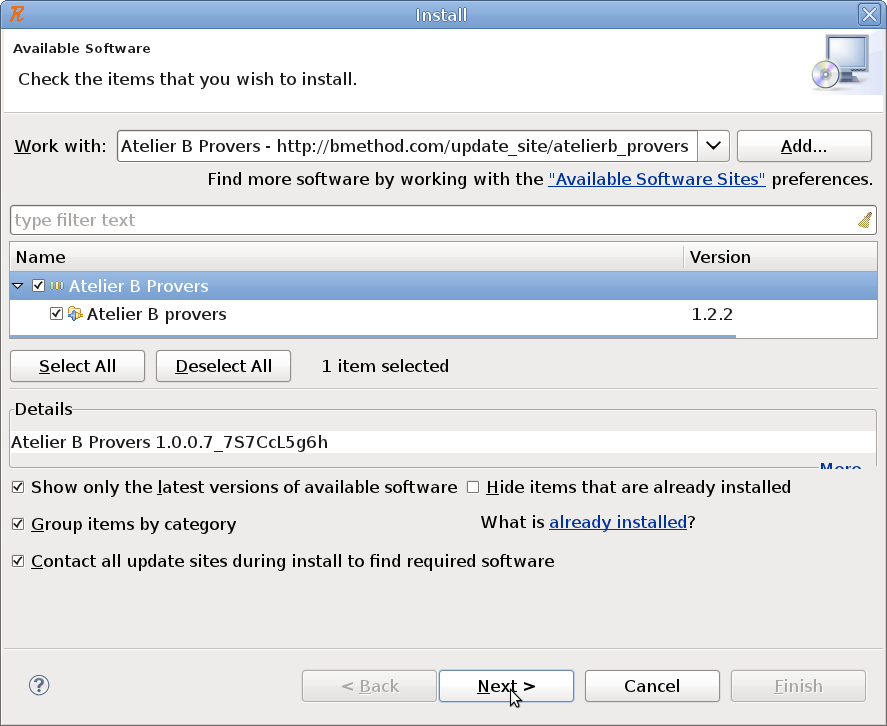 Install
Available Software
Check the items that you wish to install.
Work with: Atelier B Provers - http://bmethod.com/update_site/atelierb_provers Add...
Find more software by working with the "Available Software Sites" preferences.
type filter text
Name Version
Atelier B Provers
Atelier B provers 1.2.2
Select All Deselect All 1 item selected
Details
Atelier B Provers 1.0.0.7_7S7CcL5g6h
More...
Show only the latest versions of available software Hide items that are already installed
Group items by category What is already installed?
Contact all update sites during install to find required software
? < Back Next > Cancel Finish